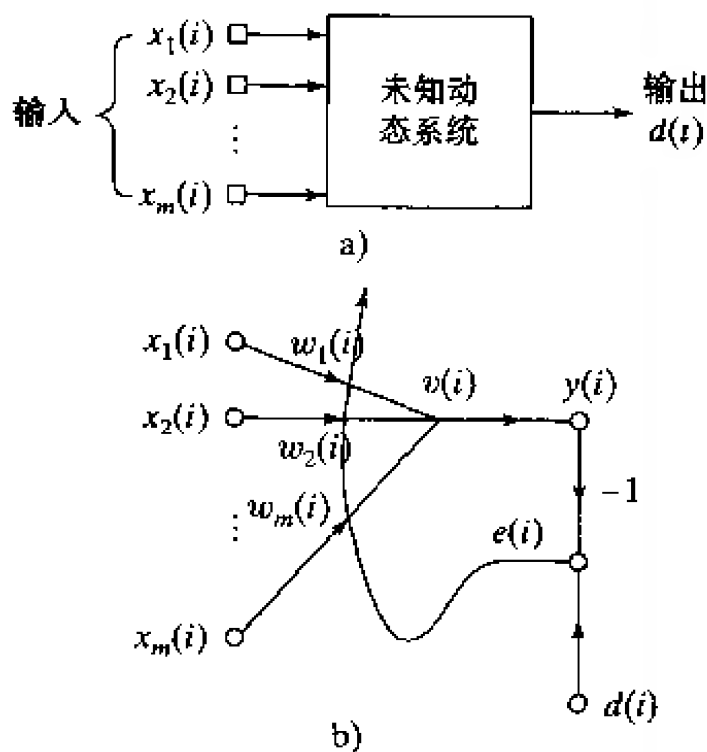 x₁(i)
x₂(i)
⋮
xₘ(i)
输入
未知动
态系统
输出
d(i)
a)
x₁(i)
w₁(i)
v(i)
y(i)
x₂(i)
w₂(i)
−1
⋮
wₘ(i)
e(i)
xₘ(i)
d(i)
b)